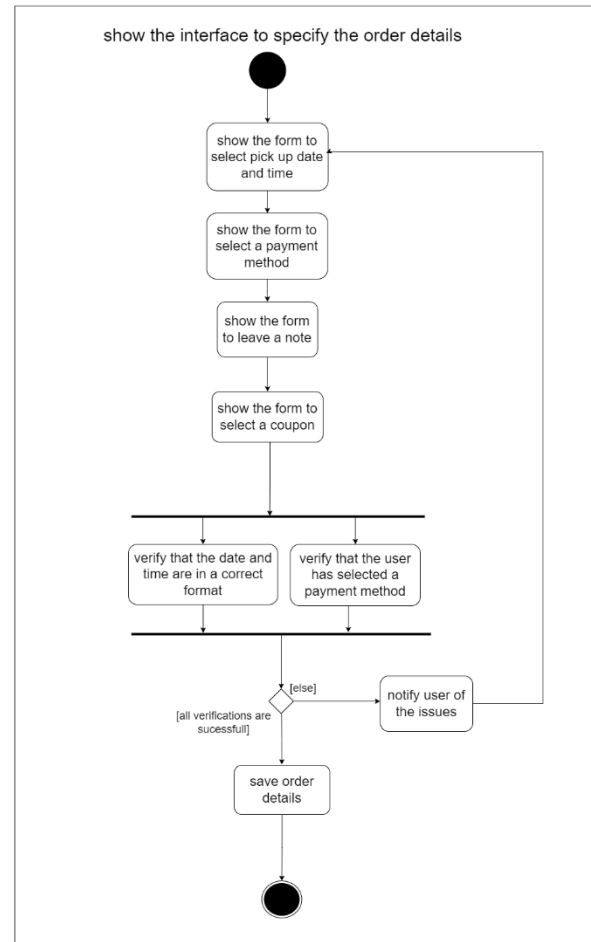 show the interface to specify the order details
show the form to
select pick up date
and time
show the form to
select a payment
method
show the form
to leave a note
show the form to
select a coupon
verify that the date and
time are in a correct
format
verify that the user
has selected a
payment method
[else]
notify user of
the issues
[all verifications are
sucessfull]
save order
details